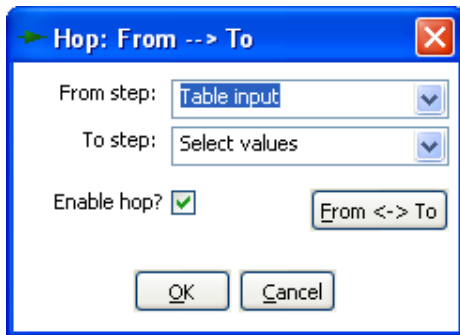 Hop: From --> To
From step: Table input
To step: Select values
Enable hop? From <-> To
OK Cancel